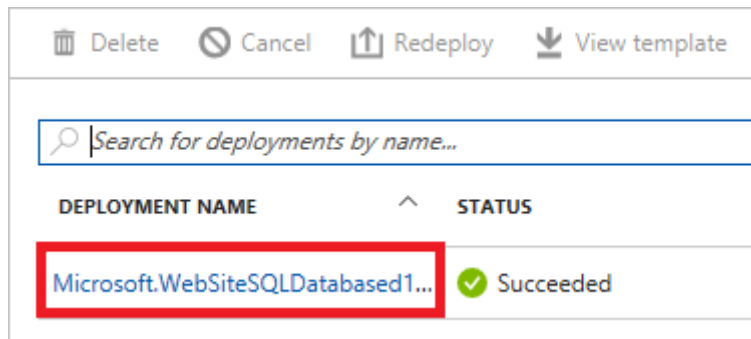 Delete Cancel Redeploy View template
Search for deployments by name...
DEPLOYMENT NAME STATUS
Microsoft.WebSiteSQLDatabased1... Succeeded